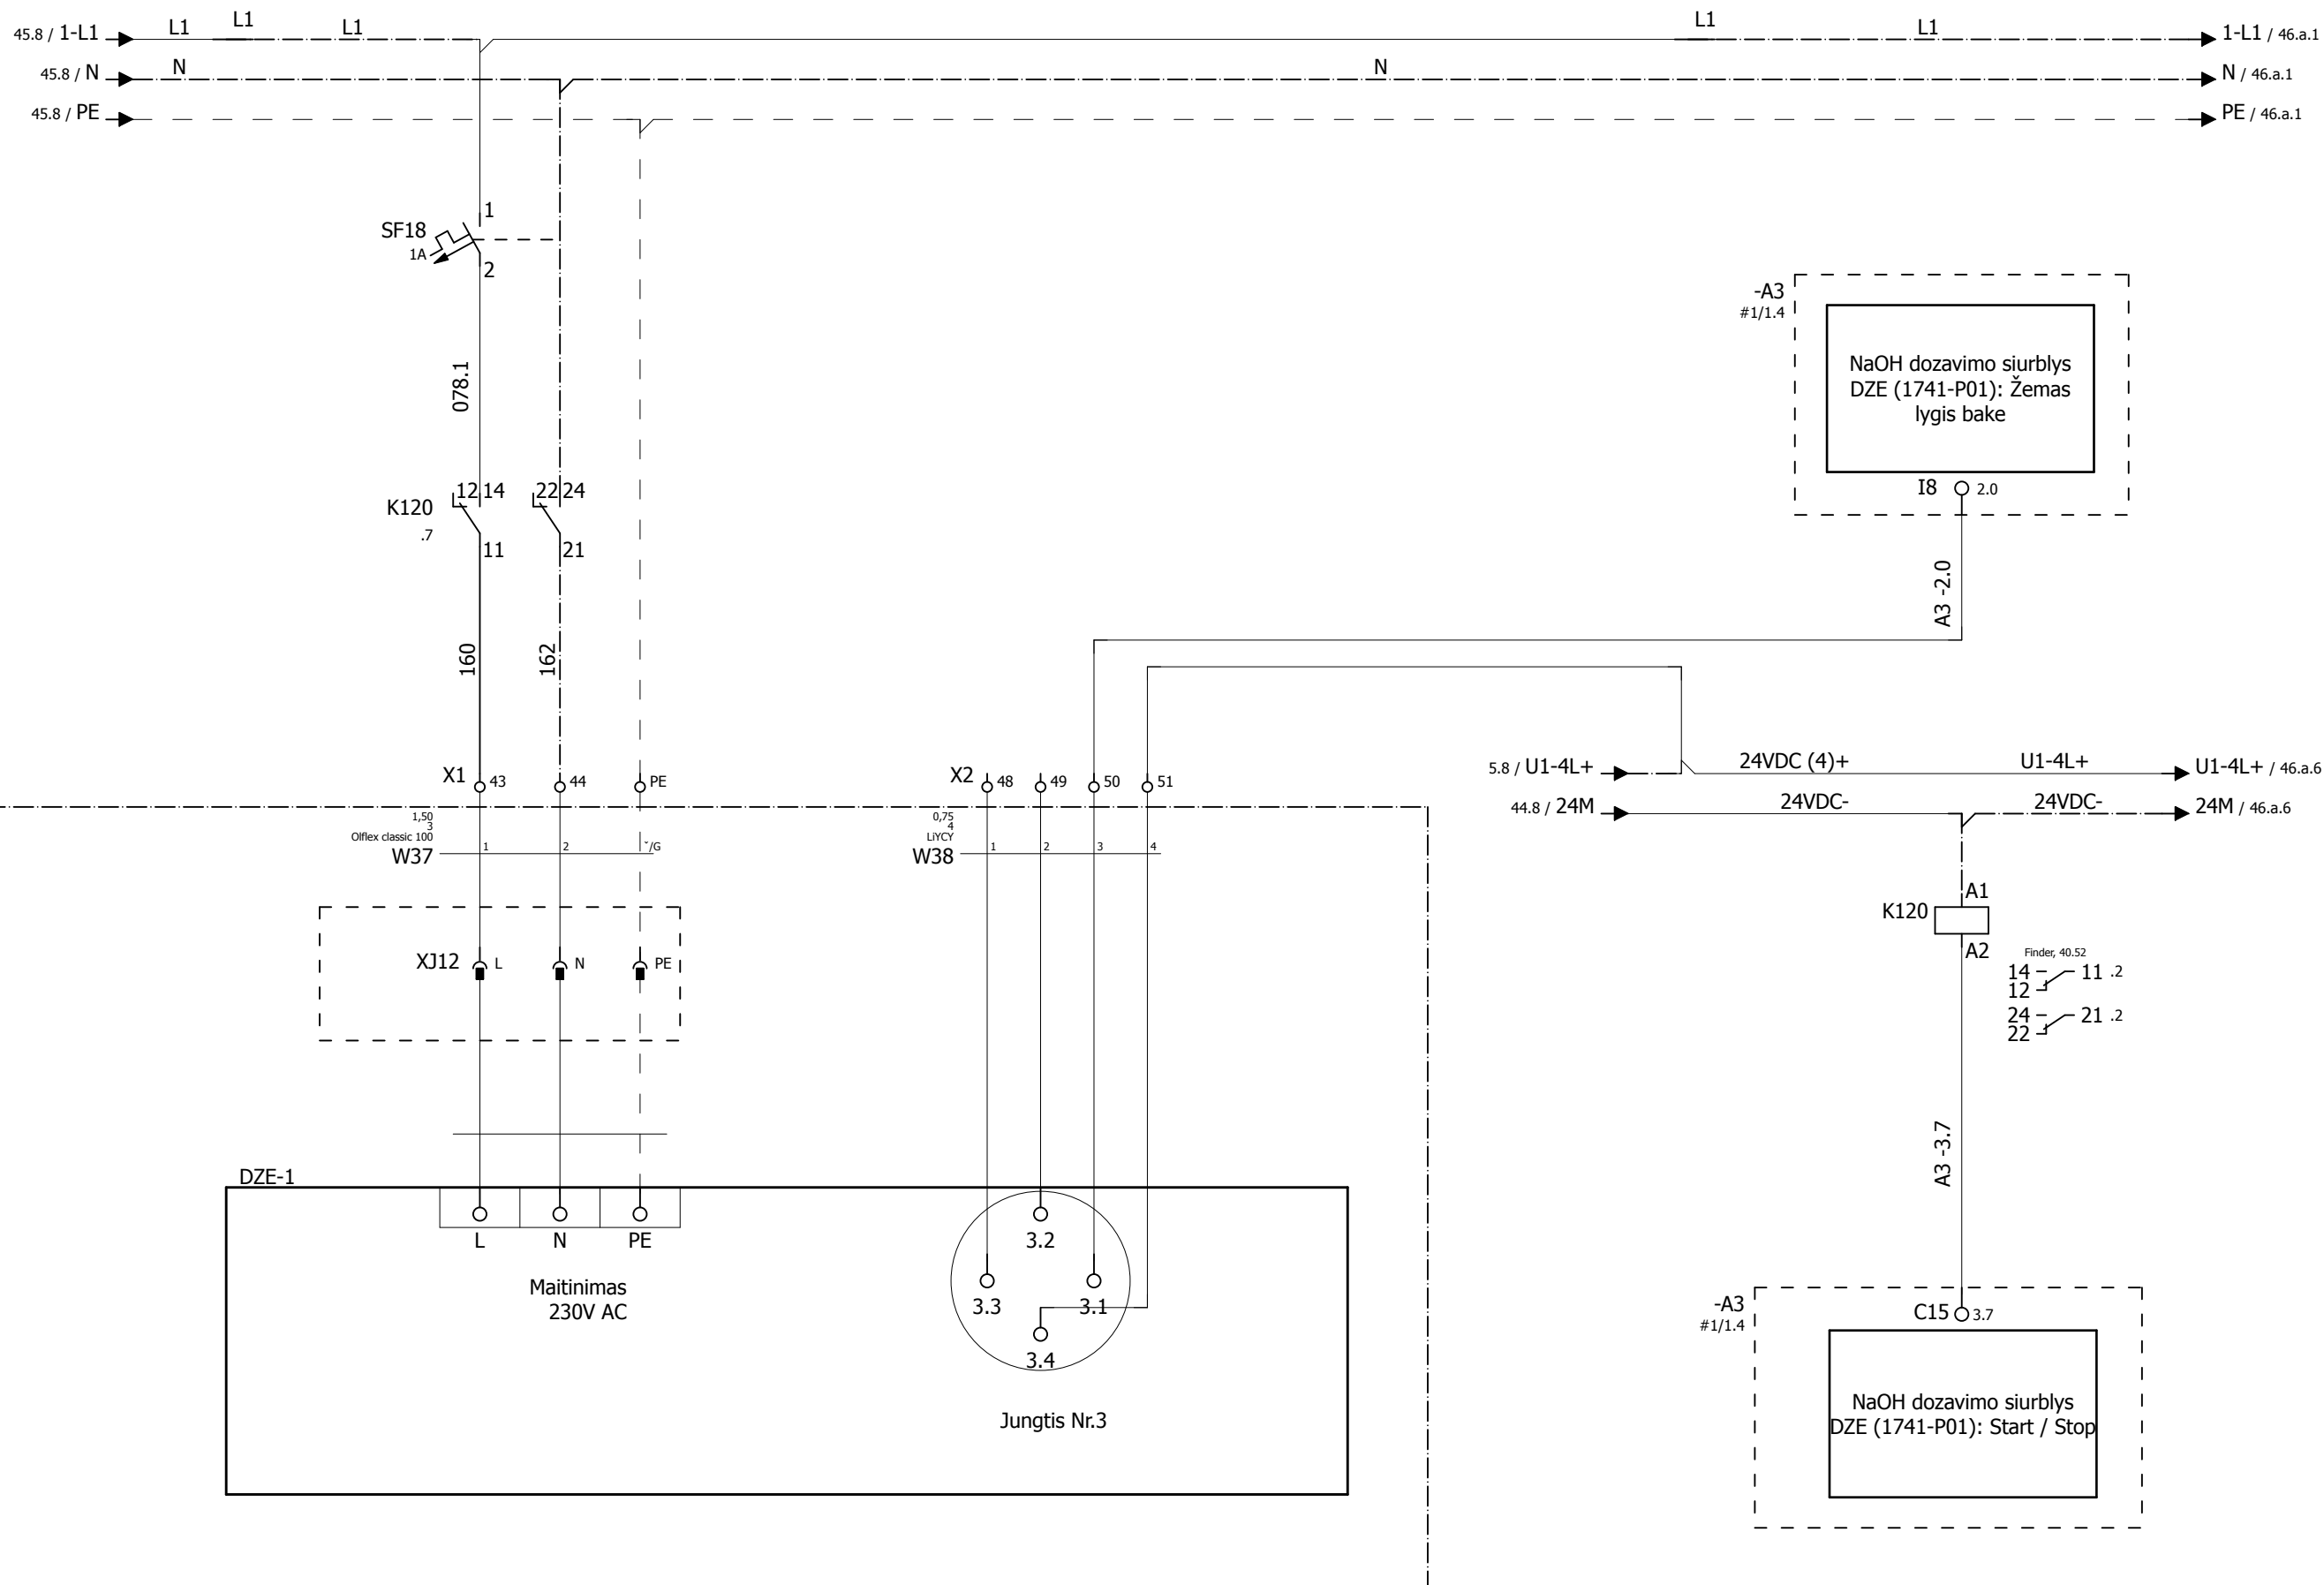 L1
L1
L1
L1
L1
45.8 / 1-L1
1-L1 / 46.a.1
45.8 / N
N
N
N / 46.a.1
45.8 / PE
PE / 46.a.1
1
SF18
1A
2
-A3
#1/1.4
NaOH dozavimo siurblys
DZE (1741-P01): Žemas
lygis bake
I8
2.0
078.1
12 14
22 24
K120
.7
11
21
A3 -2.0
160
162
X1
43
44
PE
X2
48
49
50
51
5.8 / U1-4L+
24VDC (4)+
U1-4L+
U1-4L+ / 46.a.6
44.8 / 24M
24VDC-
24VDC-
24M / 46.a.6
1,50
3
Olflex classic 100
W37
1
2
ˇ/G
0,75
4
LiYCY
W38
1
2
3
4
A1
K120
A2
Finder, 40.52
14
11 .2
12
24
21 .2
22
XJ12
L
N
PE
A3 -3.7
DZE-1
L
N
PE
Maitinimas
230V AC
3.2
3.3
3.1
3.4
Jungtis Nr.3
-A3
#1/1.4
C15
3.7
NaOH dozavimo siurblys
DZE (1741-P01): Start / Stop